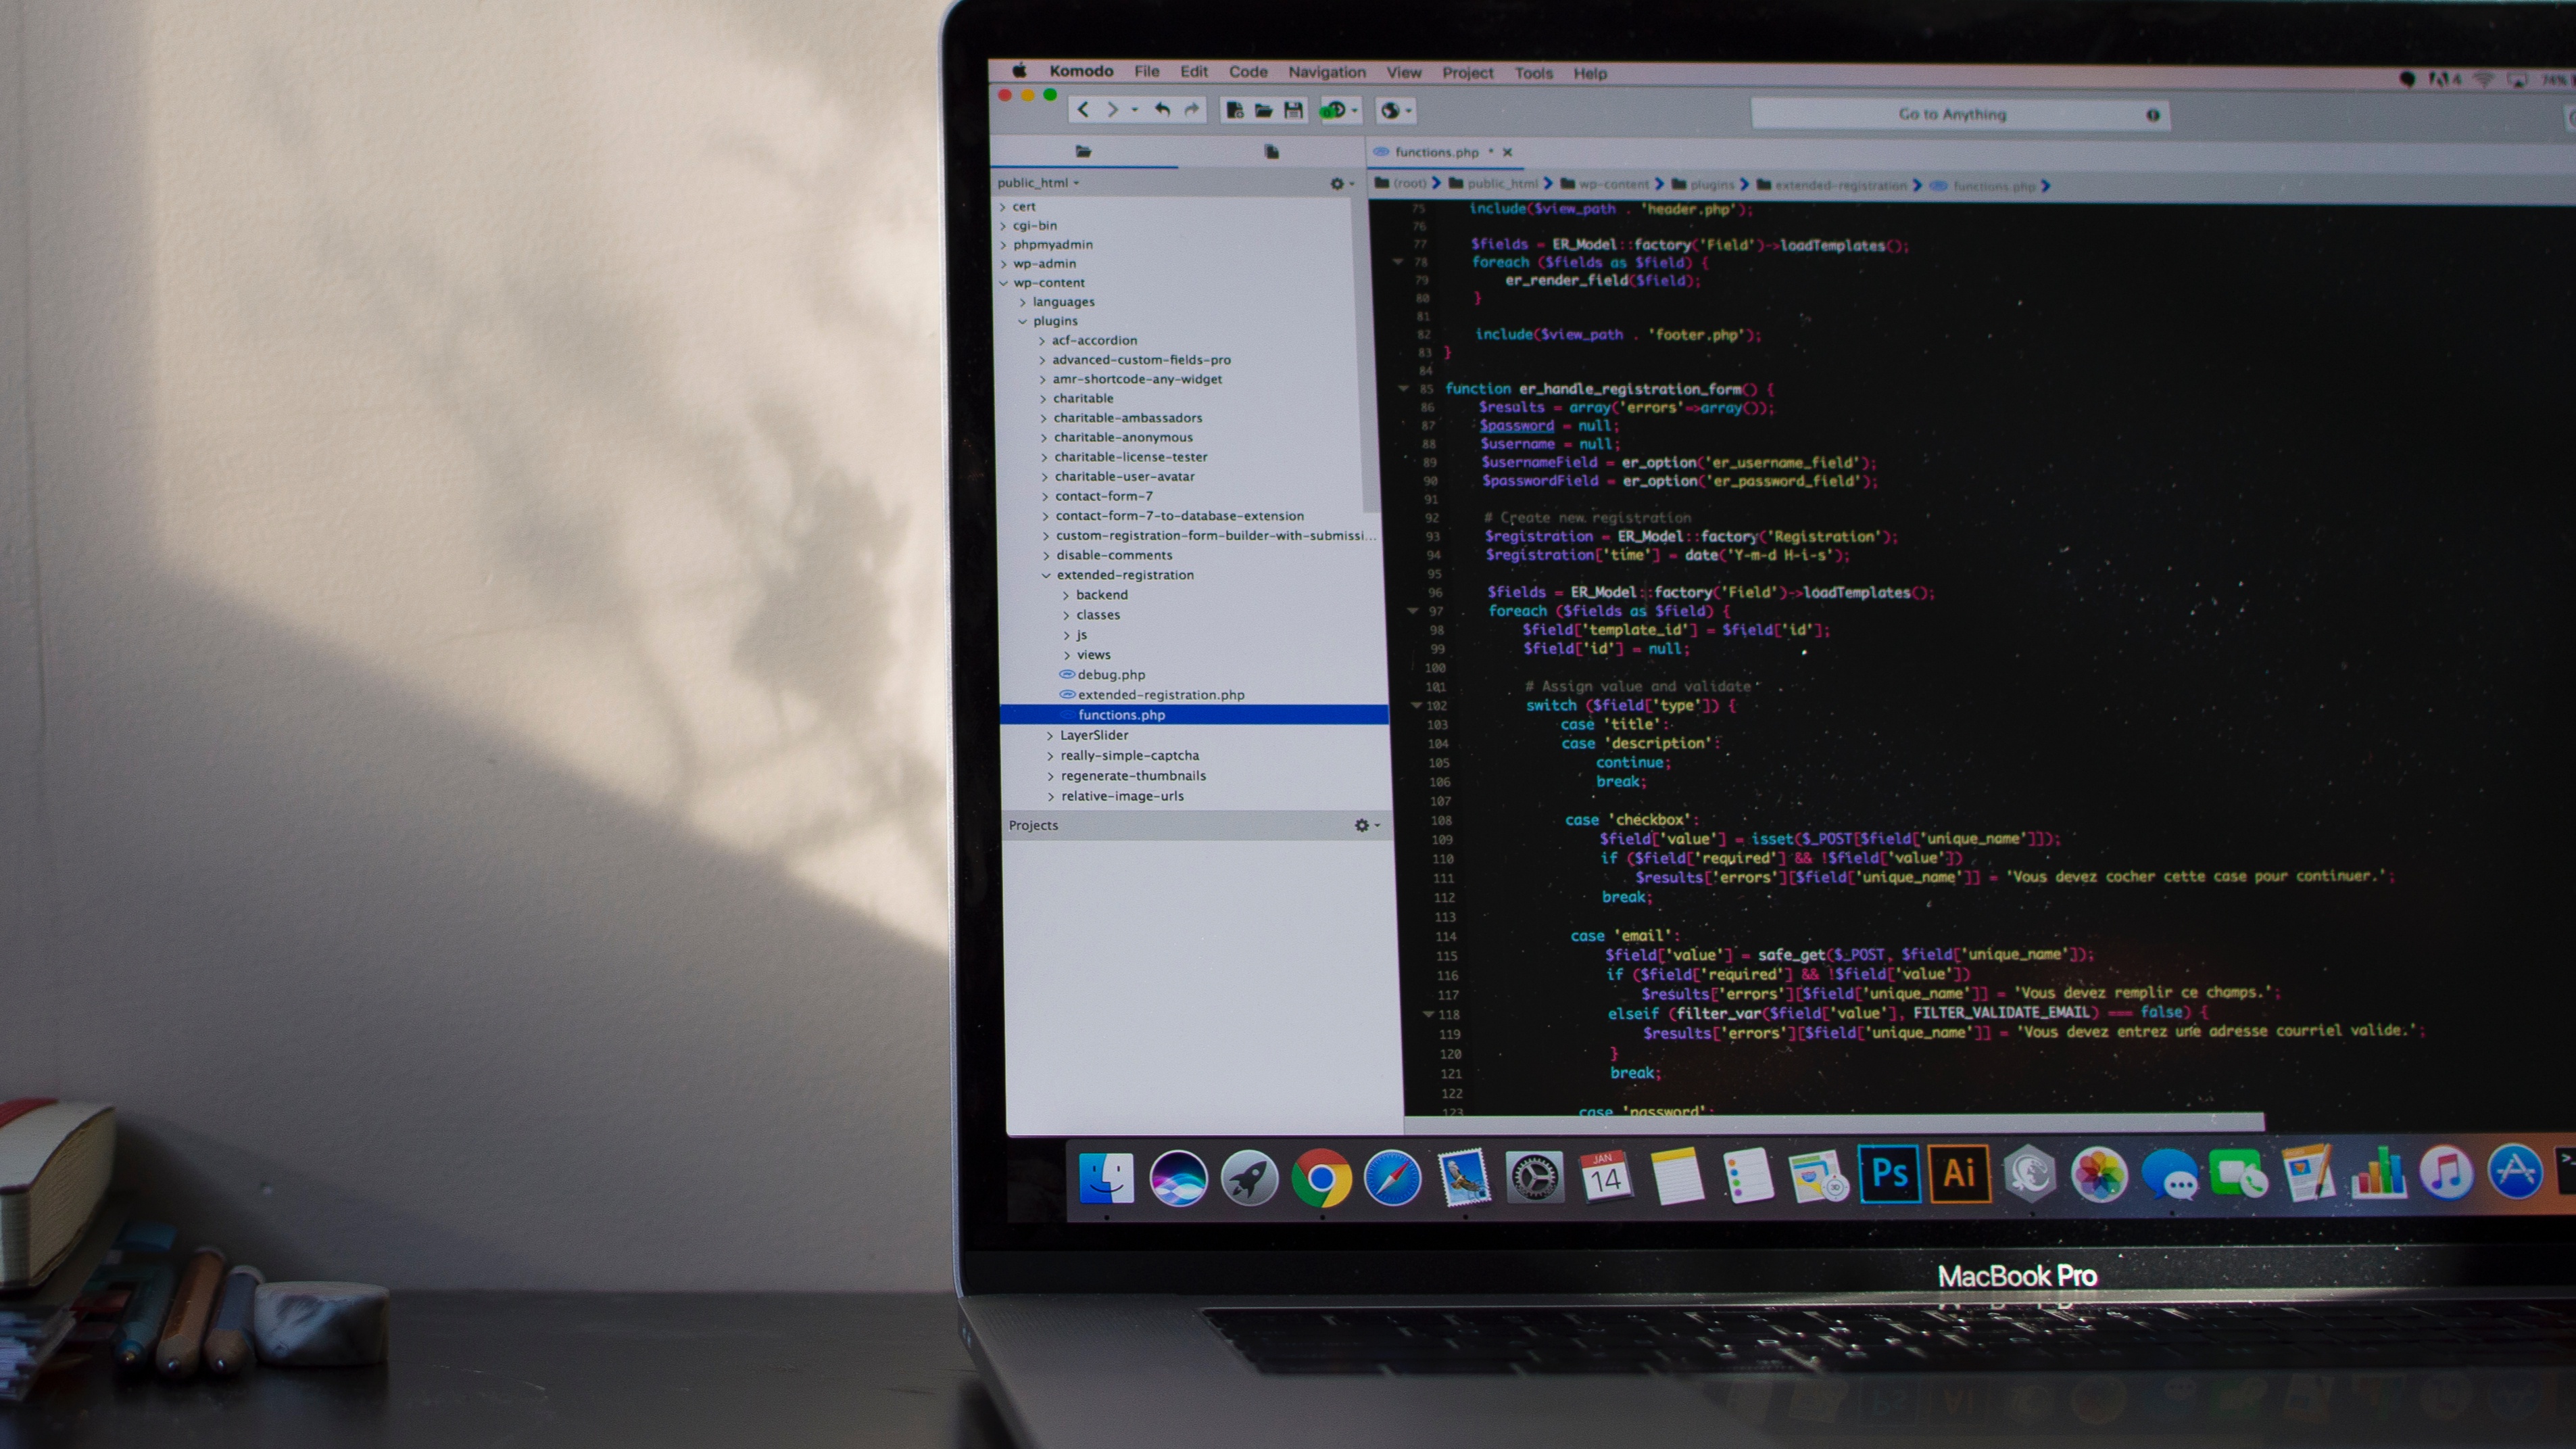 Komodo File Edit Code Navigation View Project Tools Help 74%
Go to Anything
functions.php * ×
public_html
(root) public_html wp-content plugins extended-registration functions.php
cert
cgi-bin
phpmyadmin
wp-admin
wp-content
languages
plugins
acf-accordion
advanced-custom-fields-pro
amr-shortcode-any-widget
charitable
charitable-ambassadors
charitable-anonymous
charitable-license-tester
charitable-user-avatar
contact-form-7
contact-form-7-to-database-extension
custom-registration-form-builder-with-submissi...
disable-comments
extended-registration
backend
classes
js
views
debug.php
extended-registration.php
functions.php
LayerSlider
really-simple-captcha
regenerate-thumbnails
relative-image-urls
Projects
75 include($view_path . 'header.php');
76
77 $fields = ER_Model::factory('Field')->loadTemplates();
78 foreach ($fields as $field) {
79 er_render_field($field);
80 }
81
82 include($view_path . 'footer.php');
83 }
84
85 function er_handle_registration_form() {
86 $results = array('errors'=>array());
87 $password = null;
88 $username = null;
89 $usernameField = er_option('er_username_field');
90 $passwordField = er_option('er_password_field');
91
92 # Create new registration
93 $registration = ER_Model::factory('Registration');
94 $registration['time'] = date('Y-m-d H-i-s');
95
96 $fields = ER_Model::factory('Field')->loadTemplates();
97 foreach ($fields as $field) {
98 $field['template_id'] = $field['id'];
99 $field['id'] = null;
100
101 # Assign value and validate
102 switch ($field['type']) {
103 case 'title':
104 case 'description':
105 continue;
106 break;
107
108 case 'checkbox':
109 $field['value'] = isset($_POST[$field['unique_name']]);
110 if ($field['required'] && !$field['value'])
111 $results['errors'][$field['unique_name']] = 'Vous devez cocher cette case pour continuer.';
112 break;
113
114 case 'email':
115 $field['value'] = safe_get($_POST, $field['unique_name']);
116 if ($field['required'] && !$field['value'])
117 $results['errors'][$field['unique_name']] = 'Vous devez remplir ce champs.';
118 elseif (filter_var($field['value'], FILTER_VALIDATE_EMAIL) === false) {
119 $results['errors'][$field['unique_name']] = 'Vous devez entrez une adresse courriel valide.';
120 }
121 break;
122
123 case 'password':
JAN
14
Ps
Ai
MacBook Pro